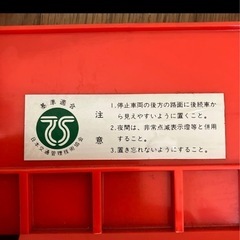 基準適合
TS
日本交通管理技術協会
注意
1.停止車両の後方の路面に後続車か
ら見えやすいように置くこと。
2.夜間は、非常点滅表示燈等と併用
すること。
3.置き忘れないようにすること。